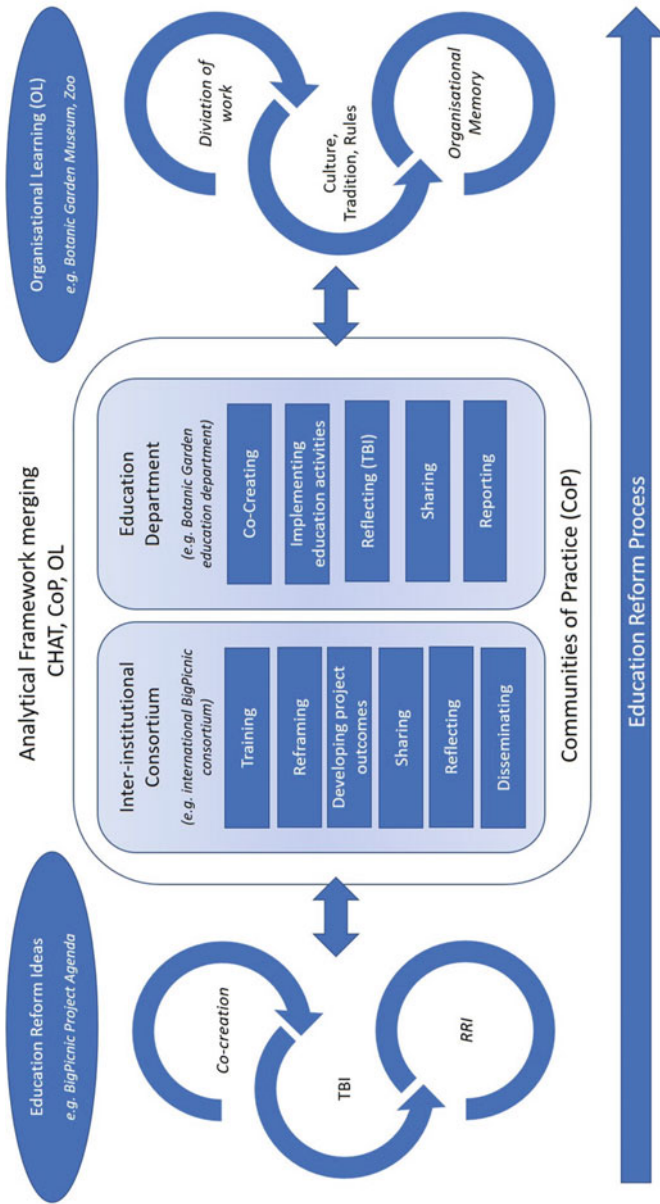 Analytical Framework merging
CHAT, CoP, OL
Education Reform Ideas
e.g. BigPicnic Project Agenda
Co-creation
TBI
RRI
Inter-institutional
Consortium
(e.g. international BigPicnic
consortium)
Training
Reframing
Developing project
outcomes
Sharing
Reflecting
Disseminating
Education
Department
(e.g. Botanic Garden
education department)
Co-Creating
Implementing
education activities
Reflecting (TBI)
Sharing
Reporting
Communities of Practice (CoP)
Organisational Learning (OL)
e.g. Botanic Garden Museum, Zoo
Diviation of
work
Culture,
Tradition, Rules
Organisational
Memory
Education Reform Process